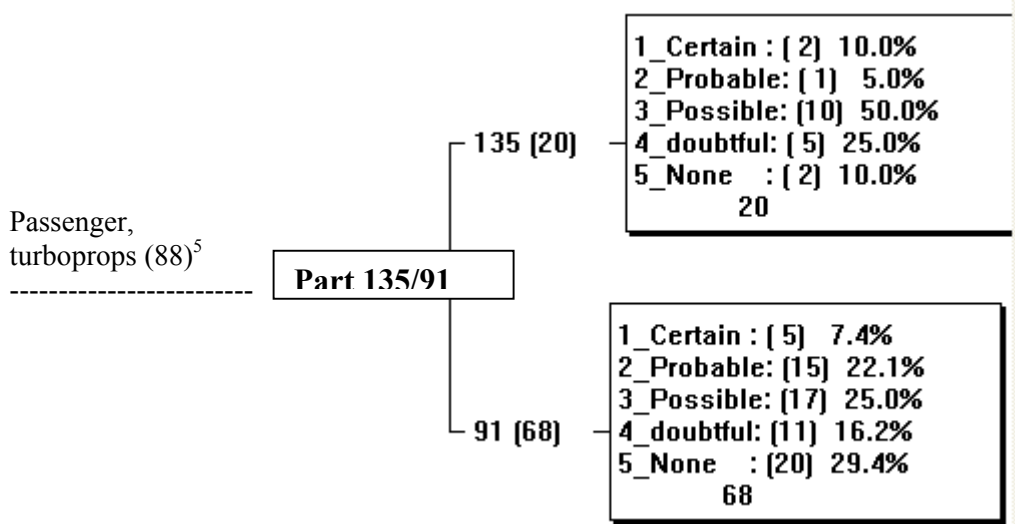 1_Certain : ( 2) 10.0%
2_Probable: ( 1) 5.0%
3_Possible: (10) 50.0%
4_doubtful: ( 5) 25.0%
5_None : ( 2) 10.0%
20
135 (20)
Passenger,
turboprops (88)⁵
-------------------------
Part 135/91
1_Certain : ( 5) 7.4%
2_Probable: (15) 22.1%
3_Possible: (17) 25.0%
4_doubtful: (11) 16.2%
5_None : (20) 29.4%
68
91 (68)